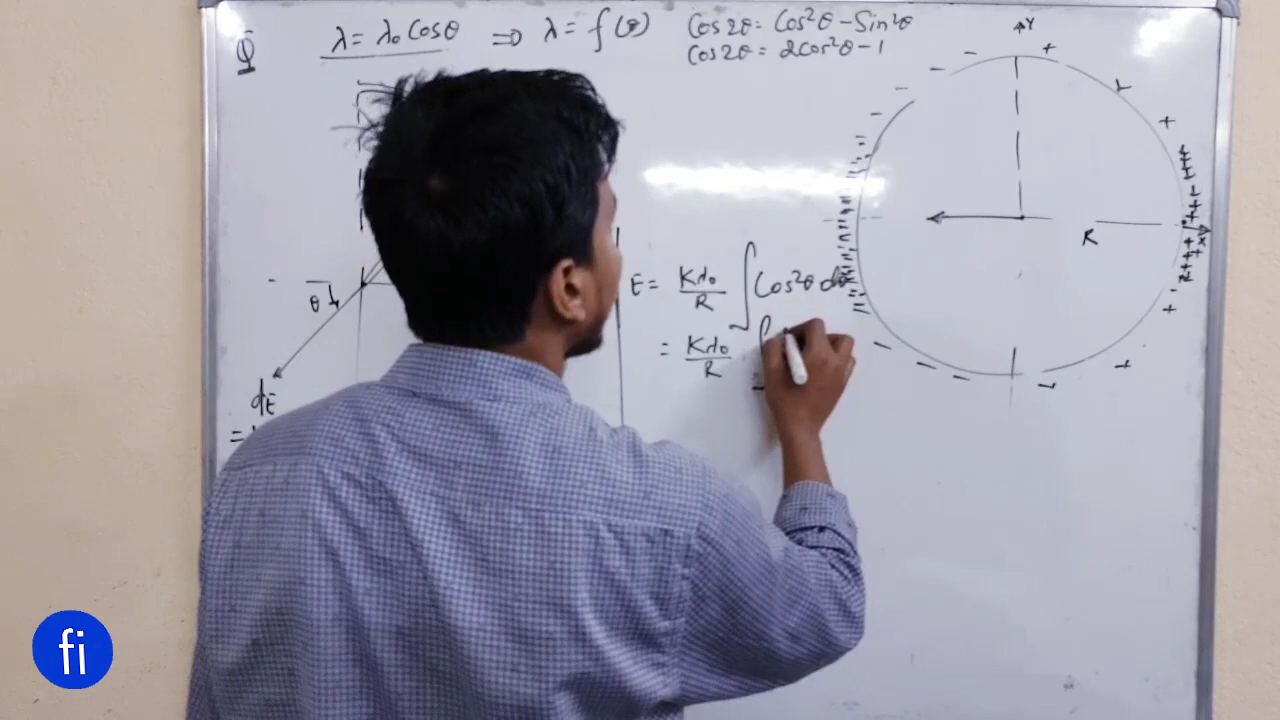 Q λ = λ₀ Cosθ ⇒ λ = f(θ)
Cos2θ = Cos²θ - Sin²θ
Cos2θ = 2Cos²θ - 1
Y
R
x
θ
dE
=
E = Kλ₀/R ∫ Cos²θ dθ
= Kλ₀/R ∫
fi